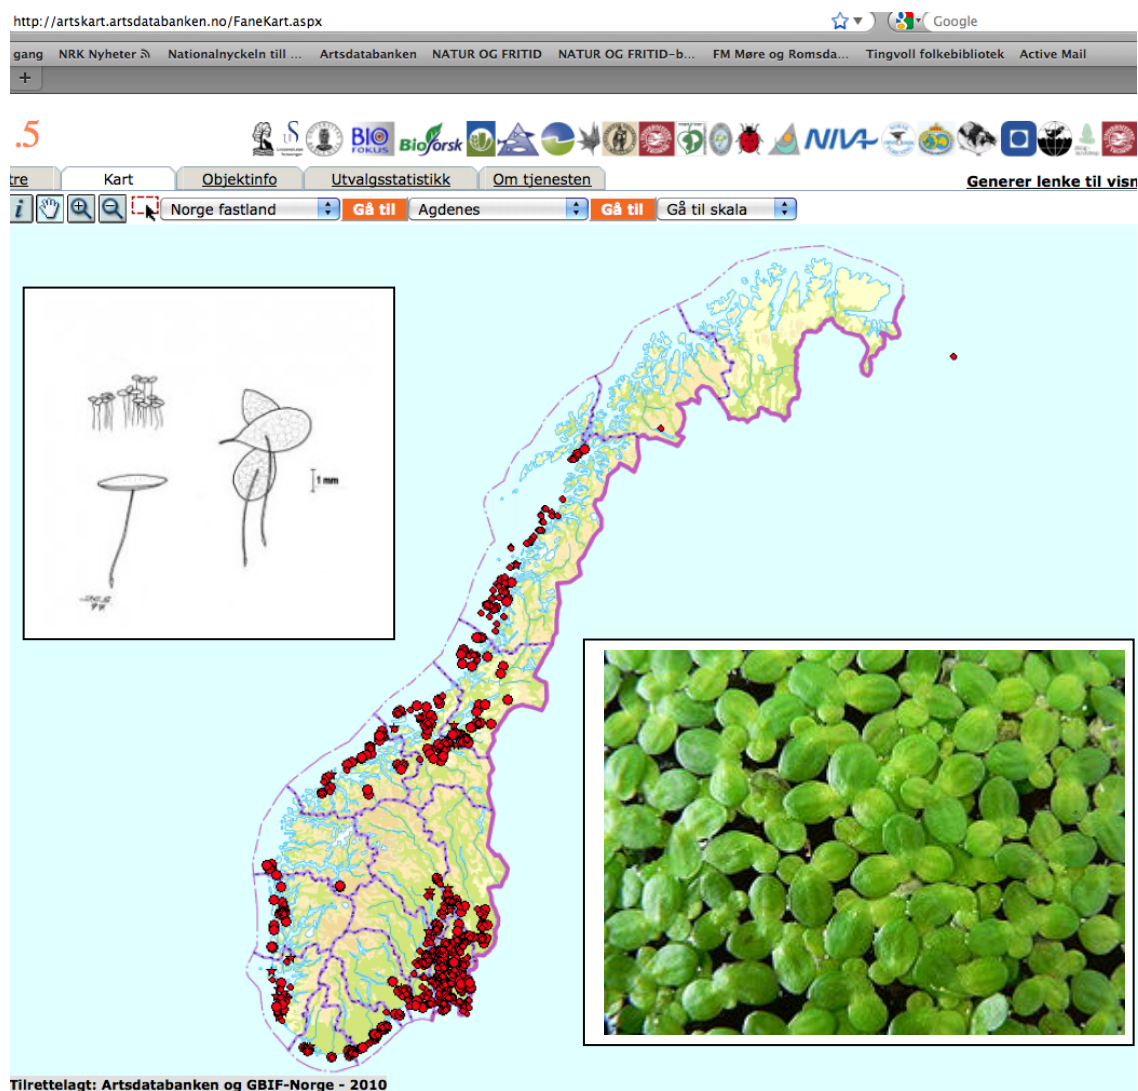 http://artskart.artsdatabanken.no/FaneKart.aspx
Google
gang NRK Nyheter Nationalnyckeln till ... Artsdatabanken NATUR OG FRITID NATUR OG FRITID-b... FM Møre og Romsda... Tingvoll folkebibliotek Active Mail
+
.5
BIO FOKUS Bioforsk NIVA
tre Kart Objektinfo Utvalgsstatistikk Om tjenesten Generer lenke til visn
i Norge fastland Gå til Agdenes Gå til Gå til skala
1 mm
Tilrettelagt: Artsdatabanken og GBIF-Norge - 2010